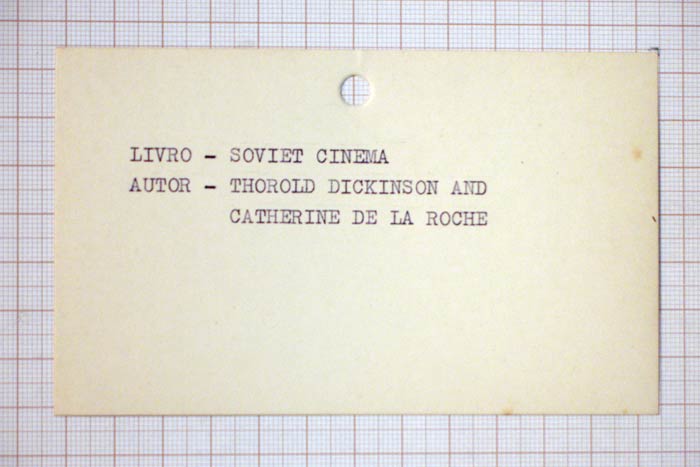 LIVRO - SOVIET CINEMA
AUTOR - THOROLD DICKINSON AND
CATHERINE DE LA ROCHE